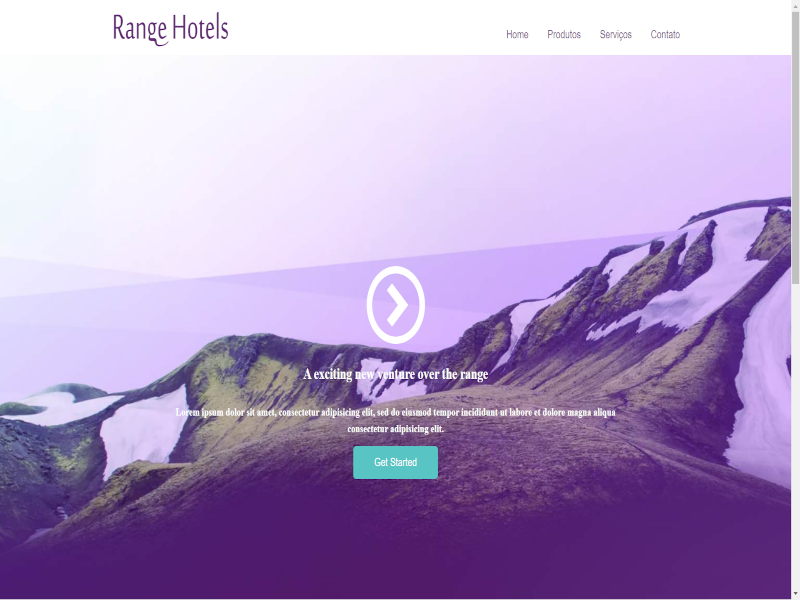 Range Hotels
Home Produtos Serviços Contato
A exciting new venture over the range
Lorem ipsum dolor sit amet, consectetur adipisicing elit, sed do eiusmod tempor incididunt ut labore et dolore magna aliqua
consectetur adipisicing elit.
Get Started